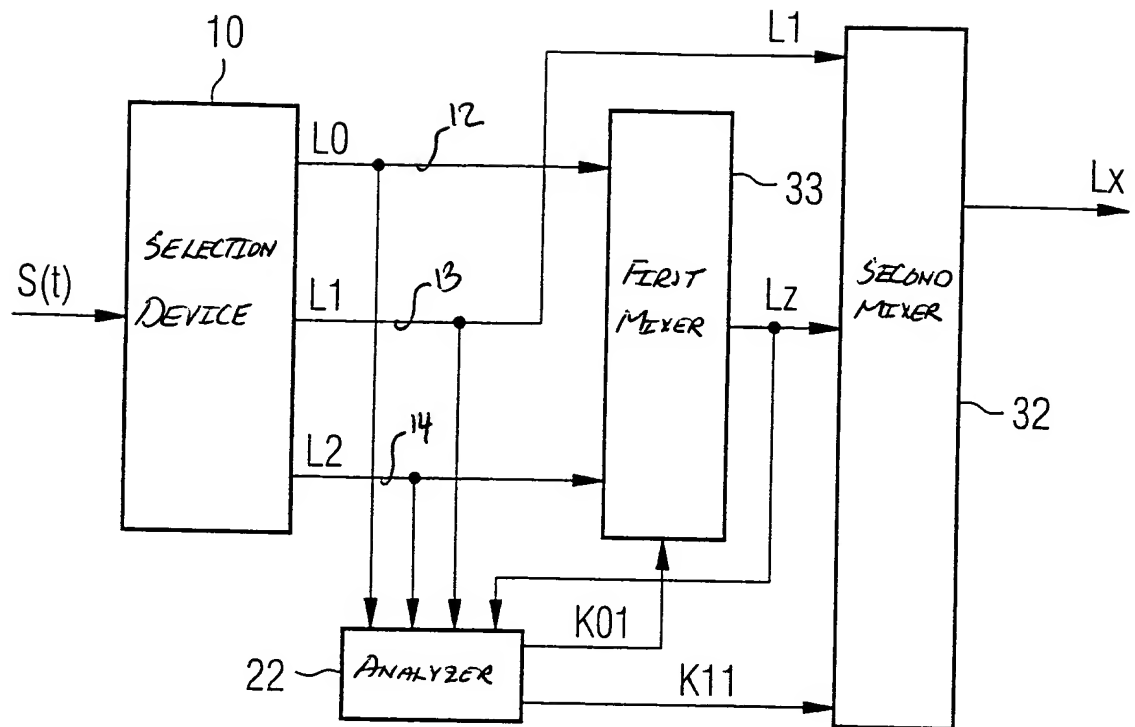 10
L1
L0
12
33
Lx
SELECTION
DEVICE
S(t)
L1
13
FIRST
MIXER
Lz
SECOND
MIXER
L2
14
32
K01
22
ANALYZER
K11